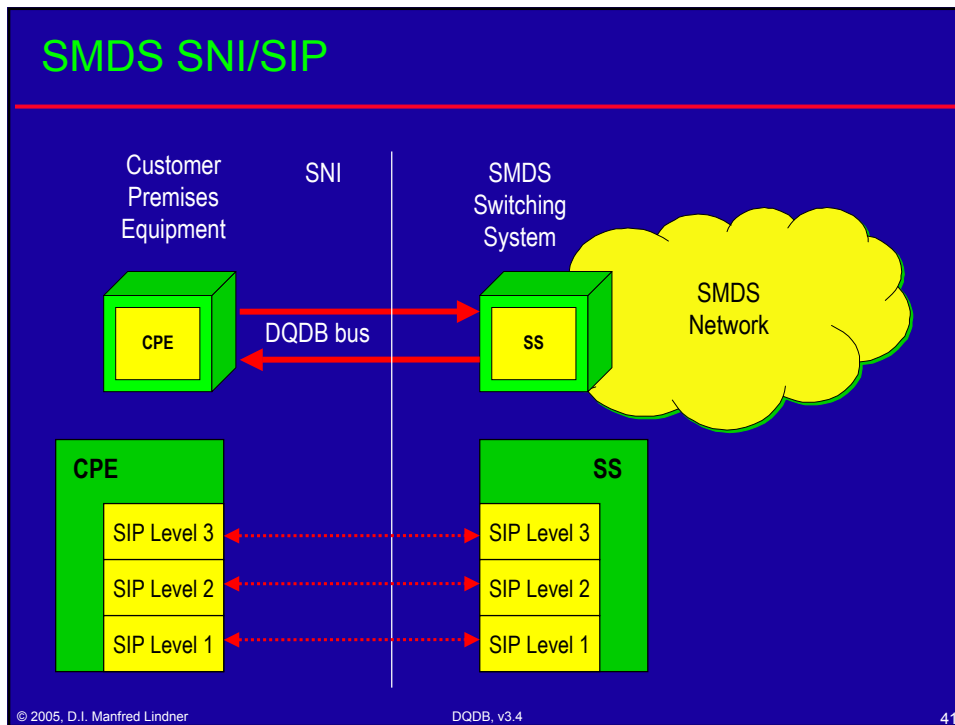 SMDS SNI/SIP
Customer
Premises
Equipment
SNI
SMDS
Switching
System
SMDS
Network
CPE
DQDB bus
SS
CPE
SS
SIP Level 3
SIP Level 3
SIP Level 2
SIP Level 2
SIP Level 1
SIP Level 1
© 2005, D.I. Manfred Lindner
DQDB, v3.4
41